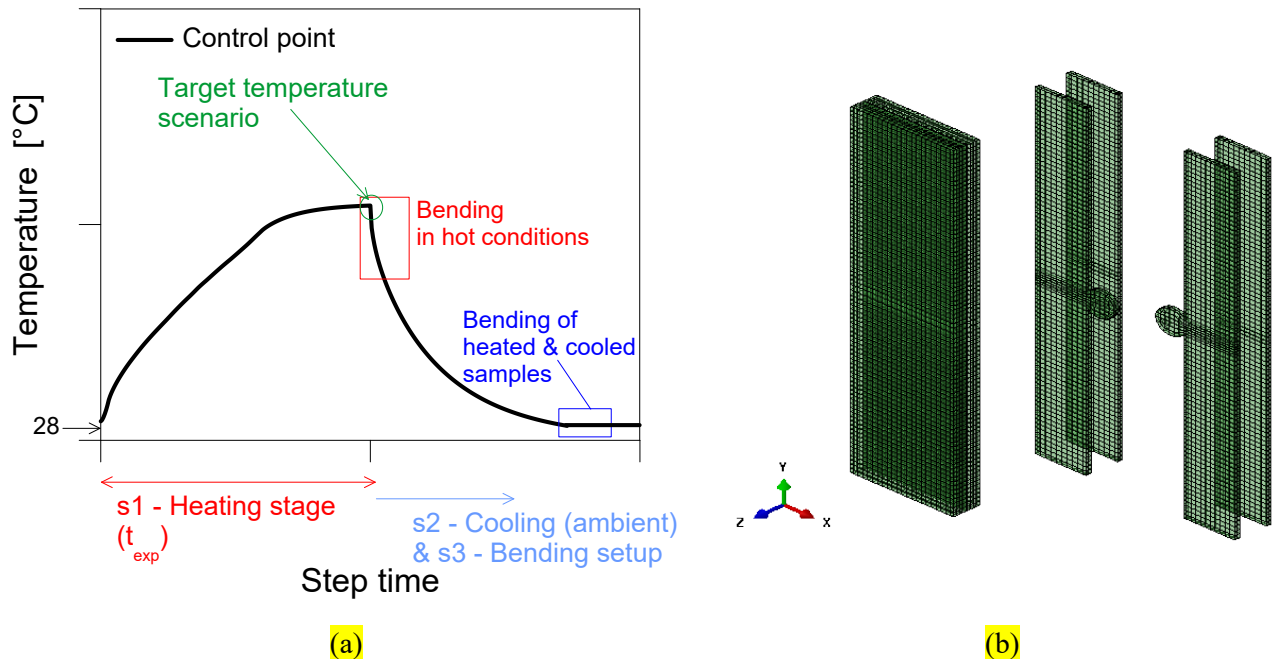 Control point
Target temperature
scenario
Temperature [°C]
Bending
in hot conditions
Bending of
heated & cooled
samples
28
s1 - Heating stage
(t_exp)
s2 - Cooling (ambient)
& s3 - Bending setup
Step time
(a)
Y
Z
X
(b)